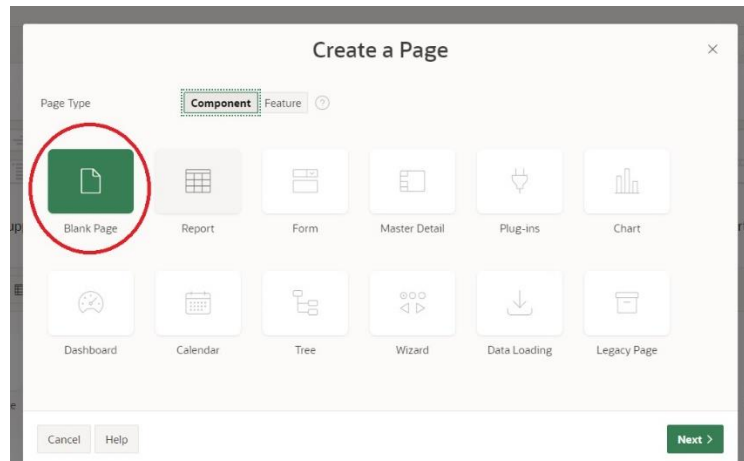 Create a Page
Page Type
Component Feature
Blank Page Report Form Master Detail Plug-ins Chart
Dashboard Calendar Tree Wizard Data Loading Legacy Page
Cancel Help Next